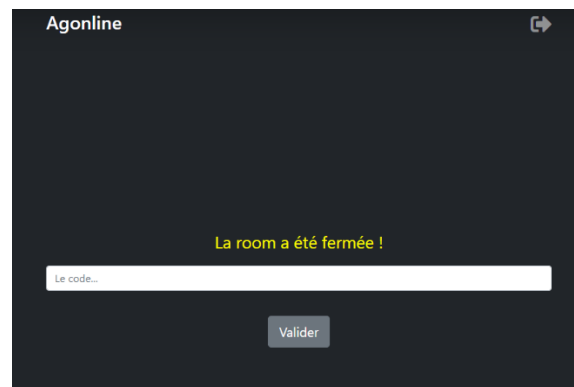 Agonline
La room a été fermée !
Le code...
Valider